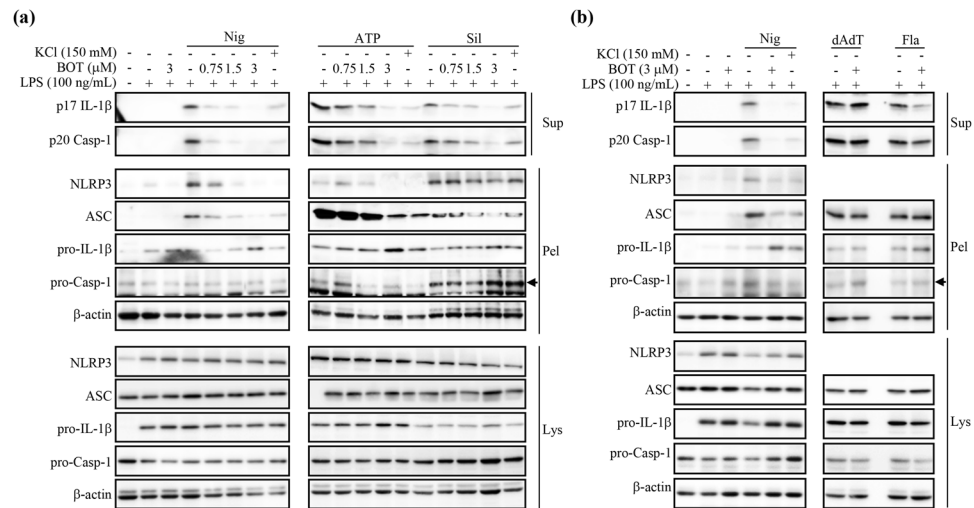 (a)
Nig ATP Sil
KCl (150 mM) - - - - - - - + - - - - + - - - - +
BOT (μM) - - 3 - 0.75 1.5 3 - - 0.75 1.5 3 - - 0.75 1.5 3 -
LPS (100 ng/mL) - + + + + + + + + + + + + + + + + +
p17 IL-1β
p20 Casp-1
Sup
NLRP3
ASC
pro-IL-1β
pro-Casp-1
β-actin
Pel
NLRP3
ASC
pro-IL-1β
pro-Casp-1
β-actin
Lys
(b)
Nig dAdT Fla
KCl (150 mM) - - - - - + - - - -
BOT (3 μM) - - + - + - - + - +
LPS (100 ng/mL) - + + + + + + + + +
p17 IL-1β
p20 Casp-1
Sup
NLRP3
ASC
pro-IL-1β
pro-Casp-1
β-actin
Pel
NLRP3
ASC
pro-IL-1β
pro-Casp-1
β-actin
Lys